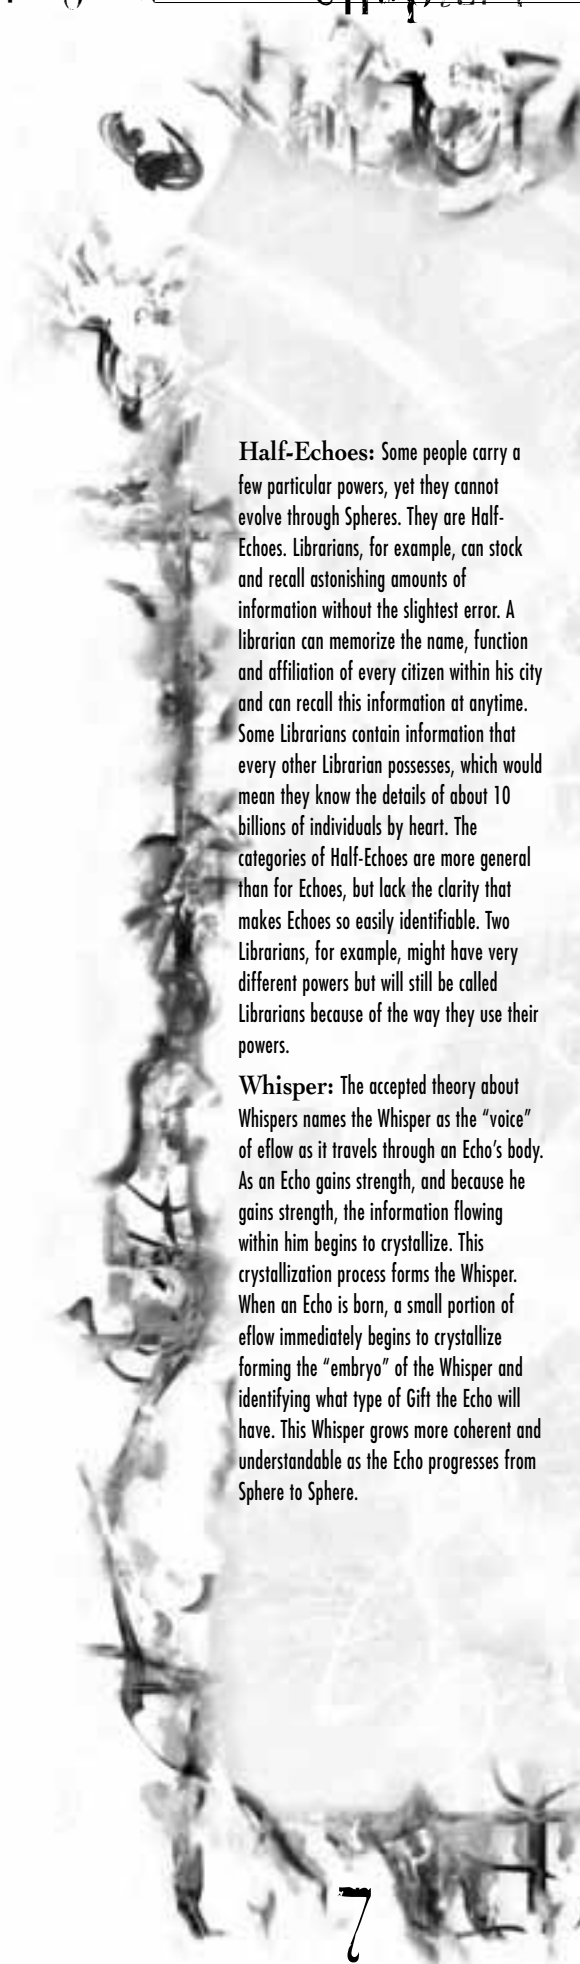 Half-Echoes: Some people carry a
few particular powers, yet they cannot
evolve through Spheres. They are Half-
Echoes. Librarians, for example, can stock
and recall astonishing amounts of
information without the slightest error. A
librarian can memorize the name, function
and affiliation of every citizen within his city
and can recall this information at anytime.
Some Librarians contain information that
every other Librarian possesses, which would
mean they know the details of about 10
billions of individuals by heart. The
categories of Half-Echoes are more general
than for Echoes, but lack the clarity that
makes Echoes so easily identifiable. Two
Librarians, for example, might have very
different powers but will still be called
Librarians because of the way they use their
powers.
Whisper: The accepted theory about
Whispers names the Whisper as the “voice”
of eflow as it travels through an Echo’s body.
As an Echo gains strength, and because he
gains strength, the information flowing
within him begins to crystallize. This
crystallization process forms the Whisper.
When an Echo is born, a small portion of
eflow immediately begins to crystallize
forming the “embryo” of the Whisper and
identifying what type of Gift the Echo will
have. This Whisper grows more coherent and
understandable as the Echo progresses from
Sphere to Sphere.
7